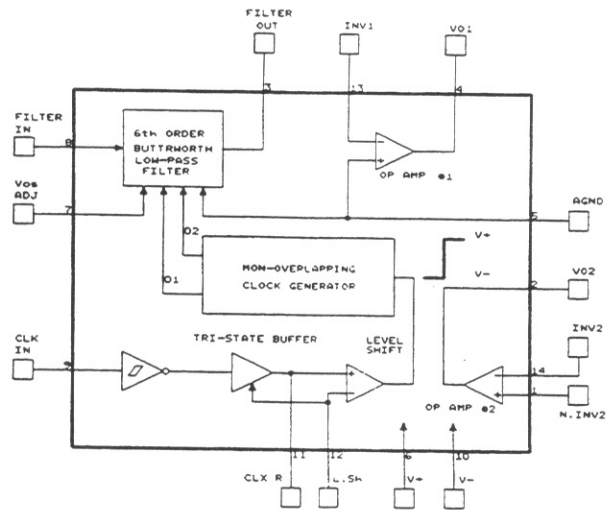 FILTER
OUT
INV1
VO1
3
13
4
FILTER
IN
8
6th ORDER
BUTTRWORTH
LOW-PASS
FILTER
OP AMP #1
Vos
ADJ
7
5
AGND
O2
O1
V+
V-
MON-OVERLAPPING
CLOCK GENERATOR
2
VO2
TRI-STATE BUFFER
LEVEL
SHIFT
CLK
IN
INV2
14
1
N.INV2
OP AMP #2
11
12
6
10
CLX R
L.Sh
V+
V-